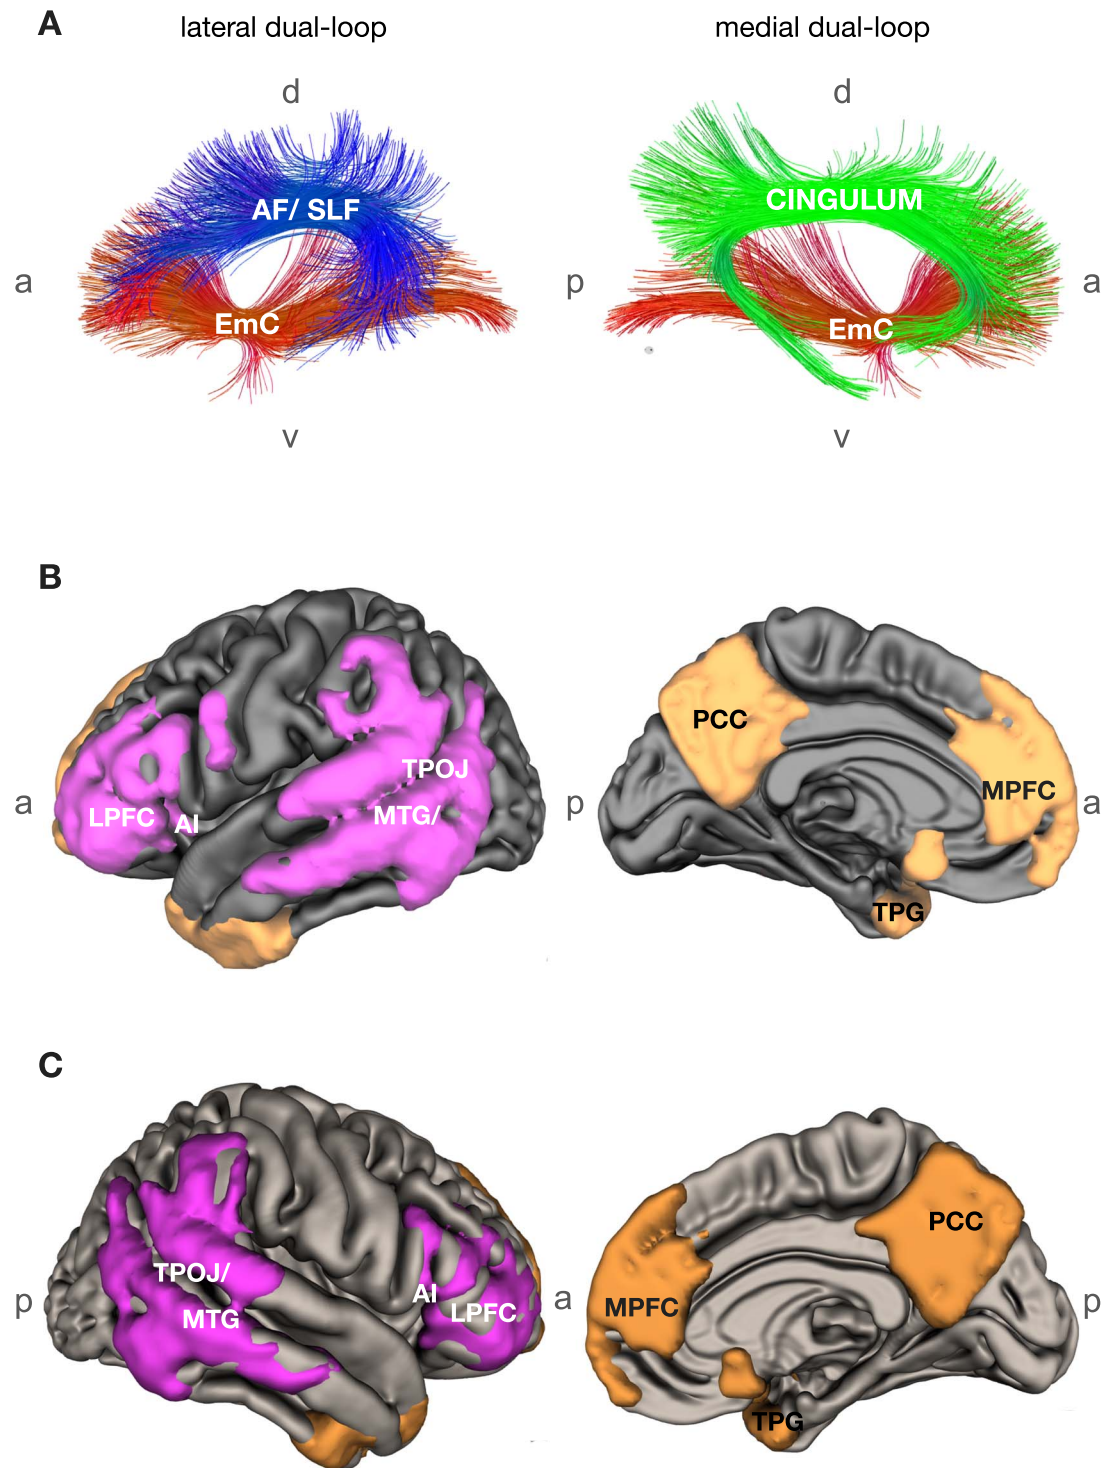 A
lateral dual-loop
medial dual-loop
d
d
AF/ SLF
CINGULUM
a
p
a
EmC
EmC
v
v
B
PCC
TPOJ
a
LPFC
AI
MTG/
p
MPFC
a
TPG
C
PCC
TPOJ/
p
AI
LPFC
a
MPFC
p
MTG
TPG